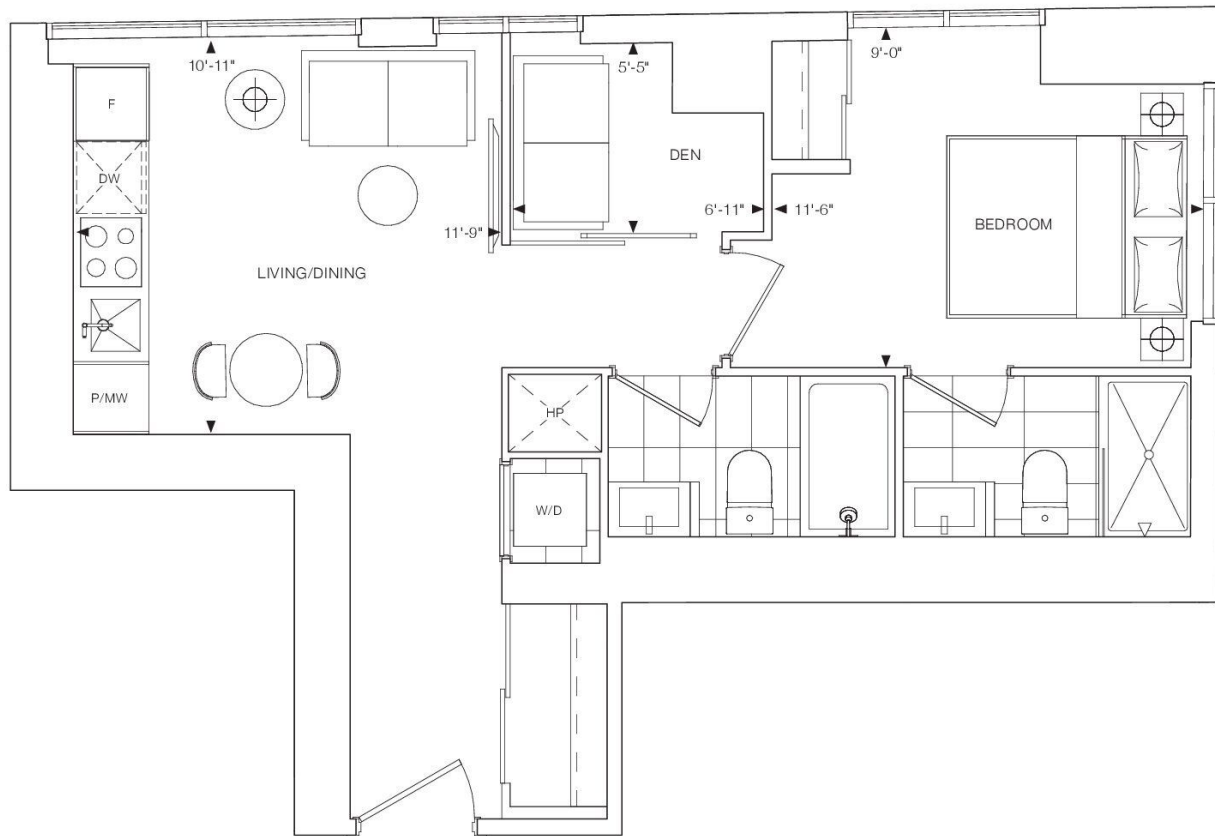 10'-11"
5'-5"
9'-0"
F
DW
DEN
6'-11"
11'-6"
11'-9"
BEDROOM
LIVING/DINING
P/MW
HP
W/D